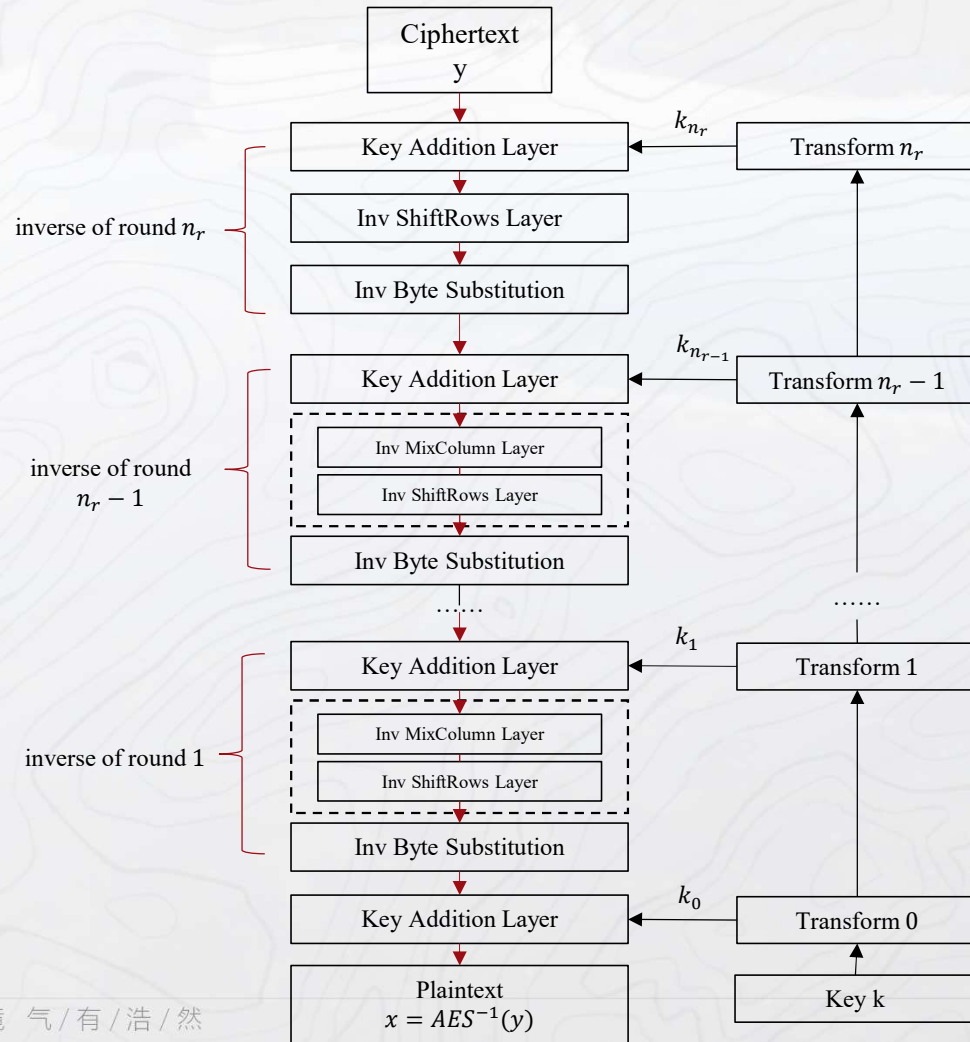 Ciphertext
y
k_{n_r}
Key Addition Layer
Transform n_r
Inv ShiftRows Layer
inverse of round n_r
Inv Byte Substitution
k_{n_{r-1}}
Key Addition Layer
Transform n_r − 1
Inv MixColumn Layer
inverse of round
n_r − 1
Inv ShiftRows Layer
Inv Byte Substitution
......
......
k_1
Key Addition Layer
Transform 1
Inv MixColumn Layer
inverse of round 1
Inv ShiftRows Layer
Inv Byte Substitution
k_0
Key Addition Layer
Transform 0
Plaintext
x = AES^{-1}(y)
Key k
气/有/浩/然